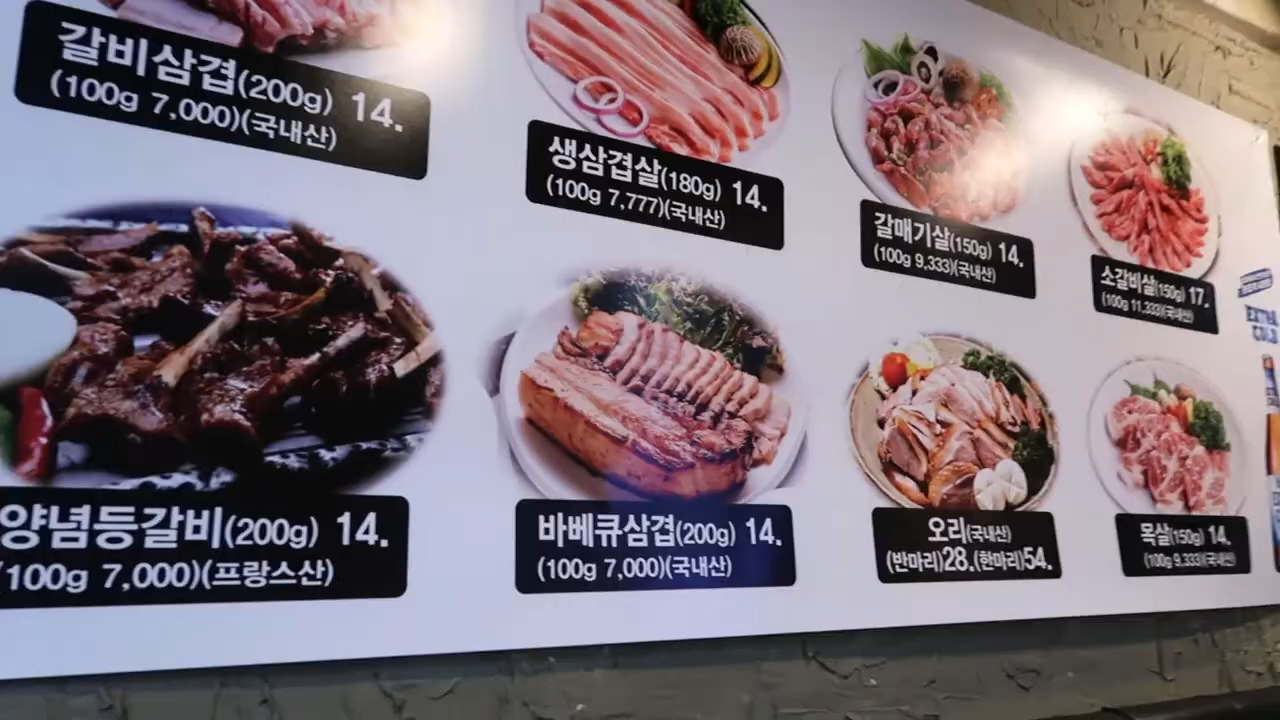 갈비삼겹(200g) 14.
(100g 7,000)(국내산)
생삼겹살(180g) 14.
(100g 7,777)(국내산)
갈매기살(150g) 14.
(100g 9,333)(국내산)
소갈비살(150g) 17.
(100g 11,333)(국내산)
EXTRA
COLD
양념등갈비(200g) 14.
(100g 7,000)(프랑스산)
바베큐삼겹(200g) 14.
(100g 7,000)(국내산)
오리(국내산)
(반마리)28.(한마리)54.
목살(150g) 14.
(100g 9,333)(국내산)